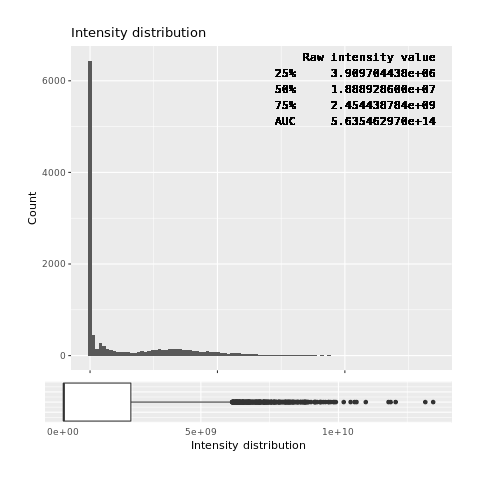 Intensity distribution
Raw intensity value
25% 3.909704438e+06
50% 1.888928600e+07
75% 2.454438784e+09
AUC 5.635462970e+14
Count
6000
4000
2000
0
0e+00 5e+09 1e+10
Intensity distribution